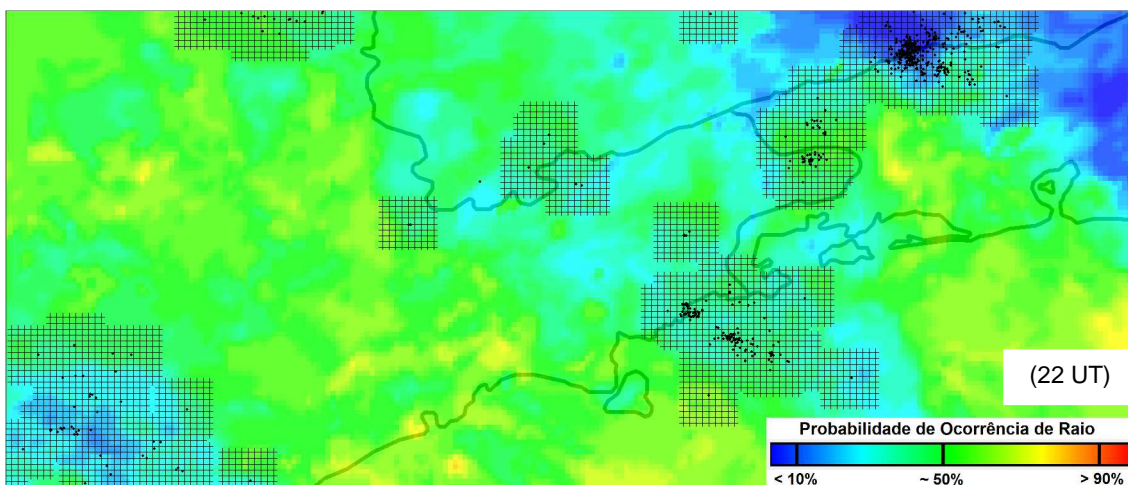 (22 UT)
Probabilidade de Ocorrência de Raio
< 10% ~ 50% > 90%